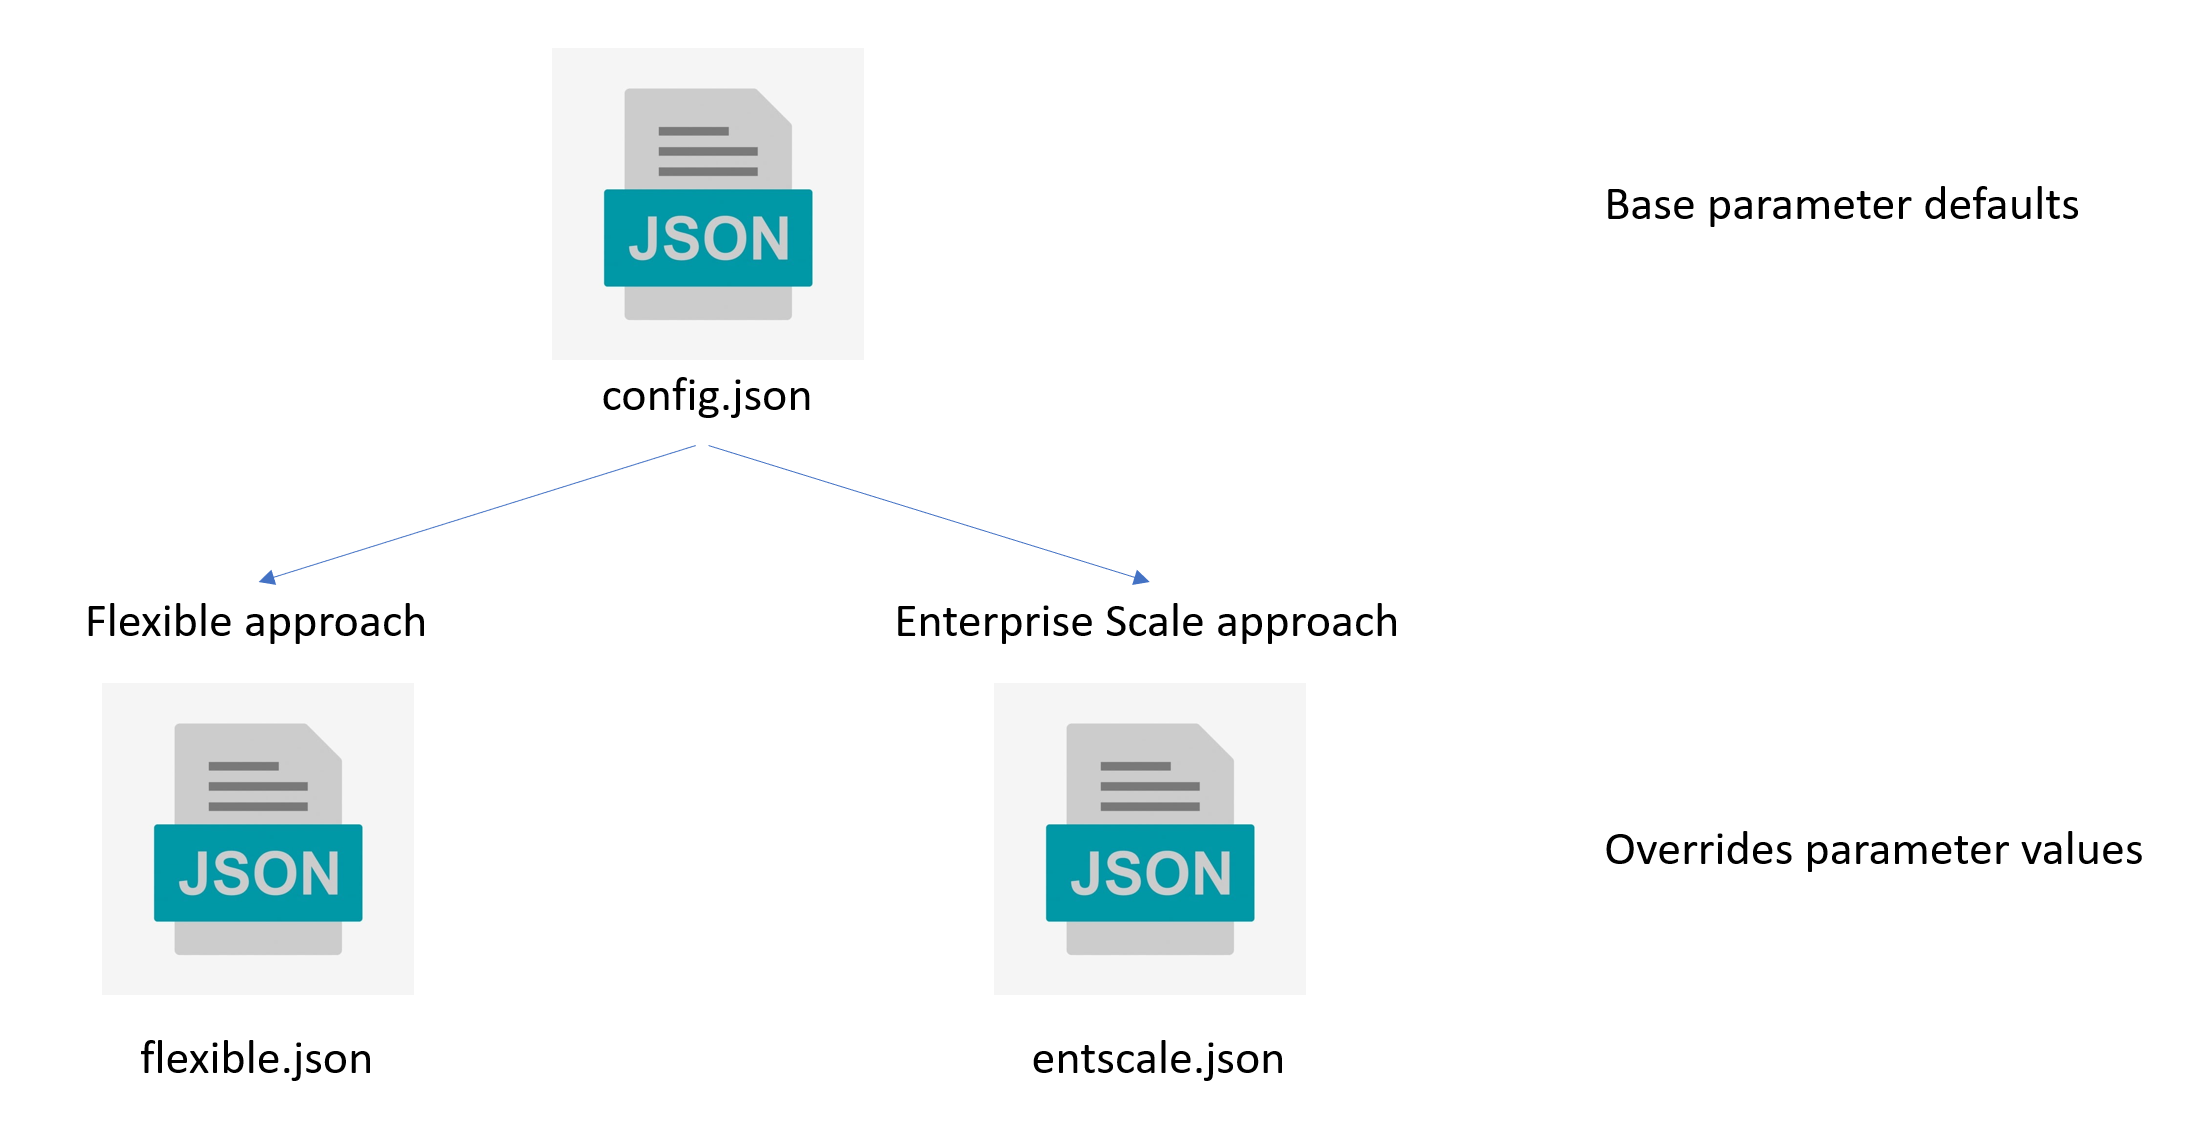 JSON
Base parameter defaults
config.json
Flexible approach
Enterprise Scale approach
JSON
JSON
Overrides parameter values
flexible.json
entscale.json